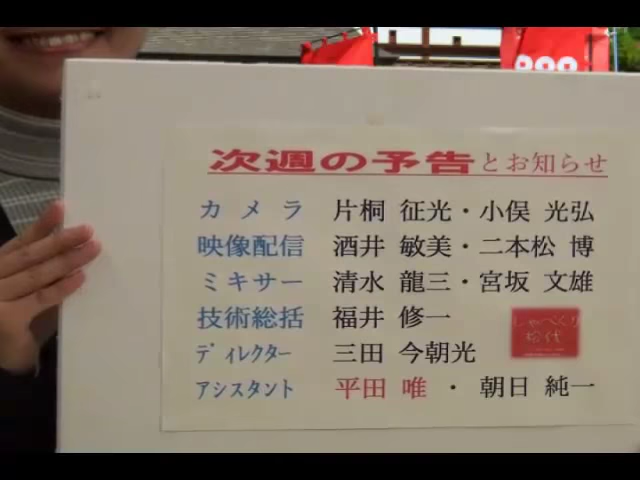 次週の予告とお知らせ
カメラ 片桐 征光・小俣 光弘
映像配信 酒井 敏美・二本松 博
ミキサー 清水 龍三・宮坂 文雄
技術総括 福井 修一
ディレクター 三田 今朝光
アシスタント 平田 唯 ・ 朝日 純一
しゃべくり
松代